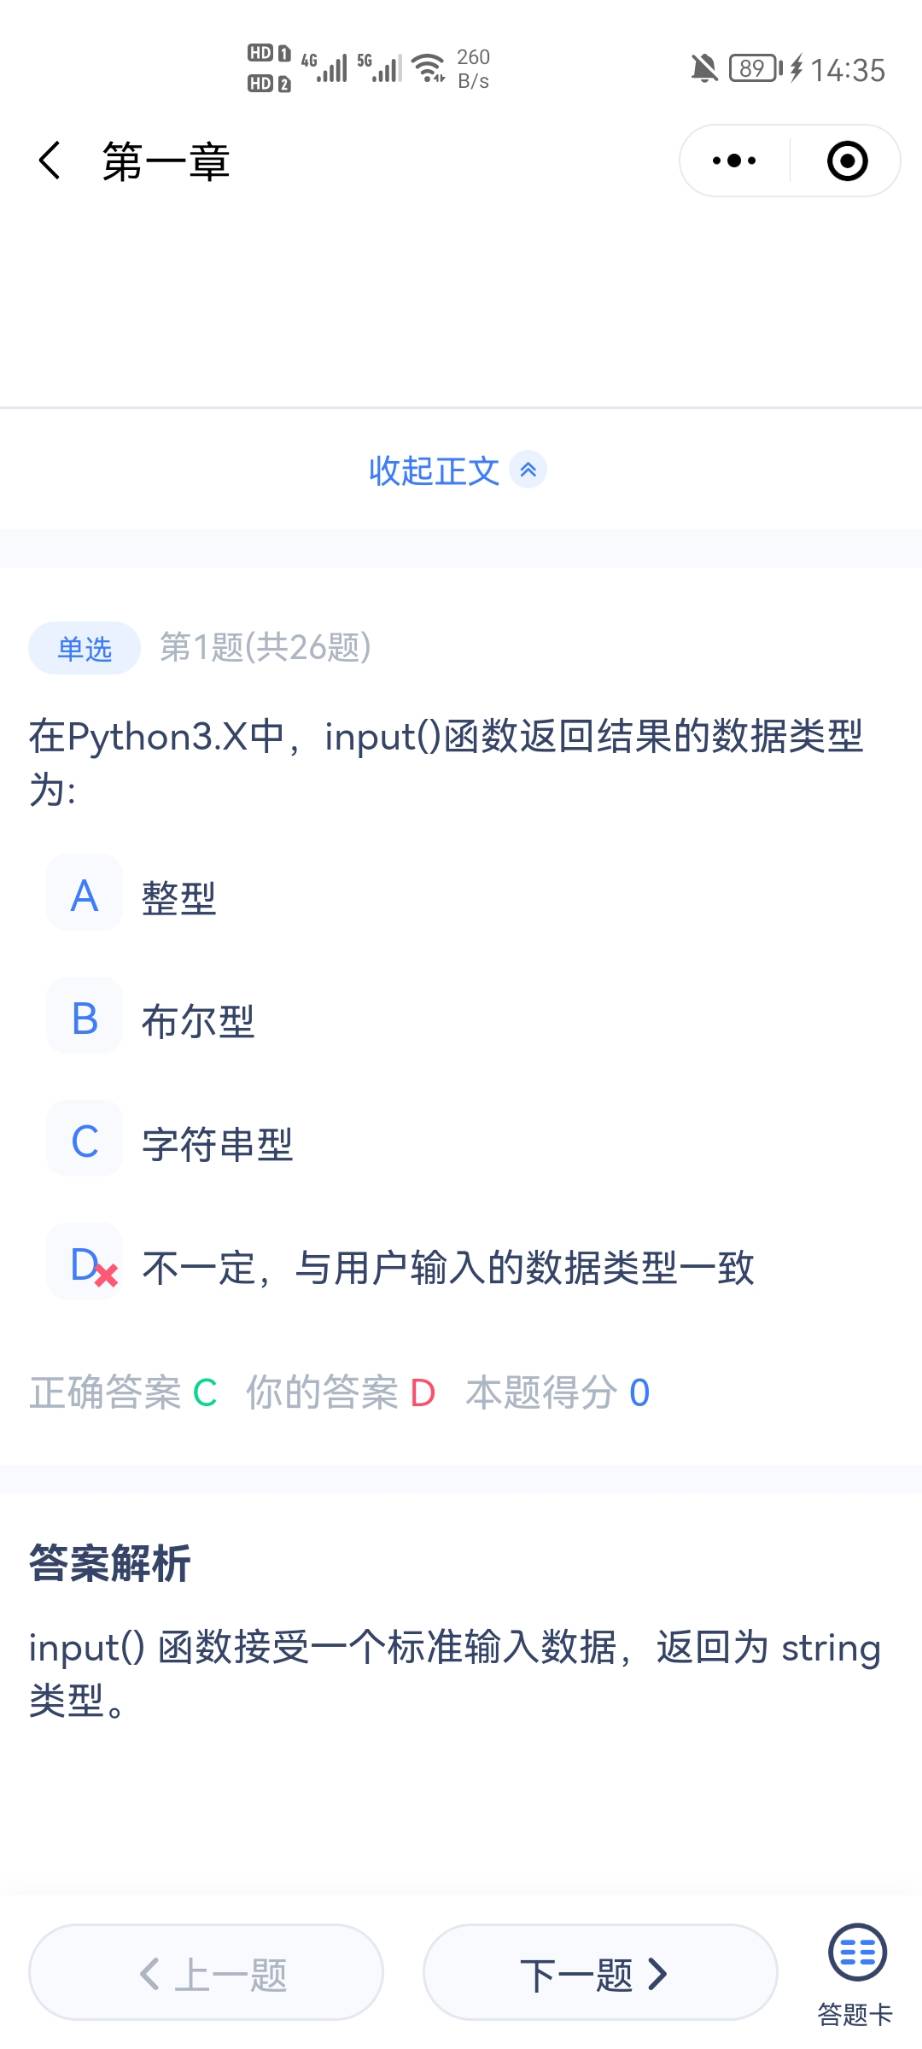 HD 1 4G 5G 260 89 14:35
HD 2 B/s
第一章
收起正文
单选 第1题(共26题)
在Python3.X中，input()函数返回结果的数据类型
为:
A 整型
B 布尔型
C 字符串型
D 不一定，与用户输入的数据类型一致
正确答案 C 你的答案 D 本题得分 0
答案解析
input() 函数接受一个标准输入数据，返回为 string
类型。
上一题 下一题
答题卡